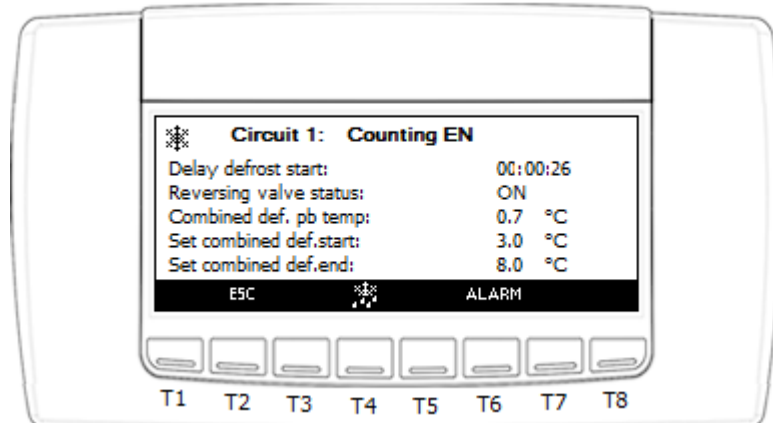 Circuit 1: Counting EN
Delay defrost start: 00:00:26
Reversing valve status: ON
Combined def. pb temp: 0.7 °C
Set combined def.start: 3.0 °C
Set combined def.end: 8.0 °C
ESC ALARM
T1 T2 T3 T4 T5 T6 T7 T8